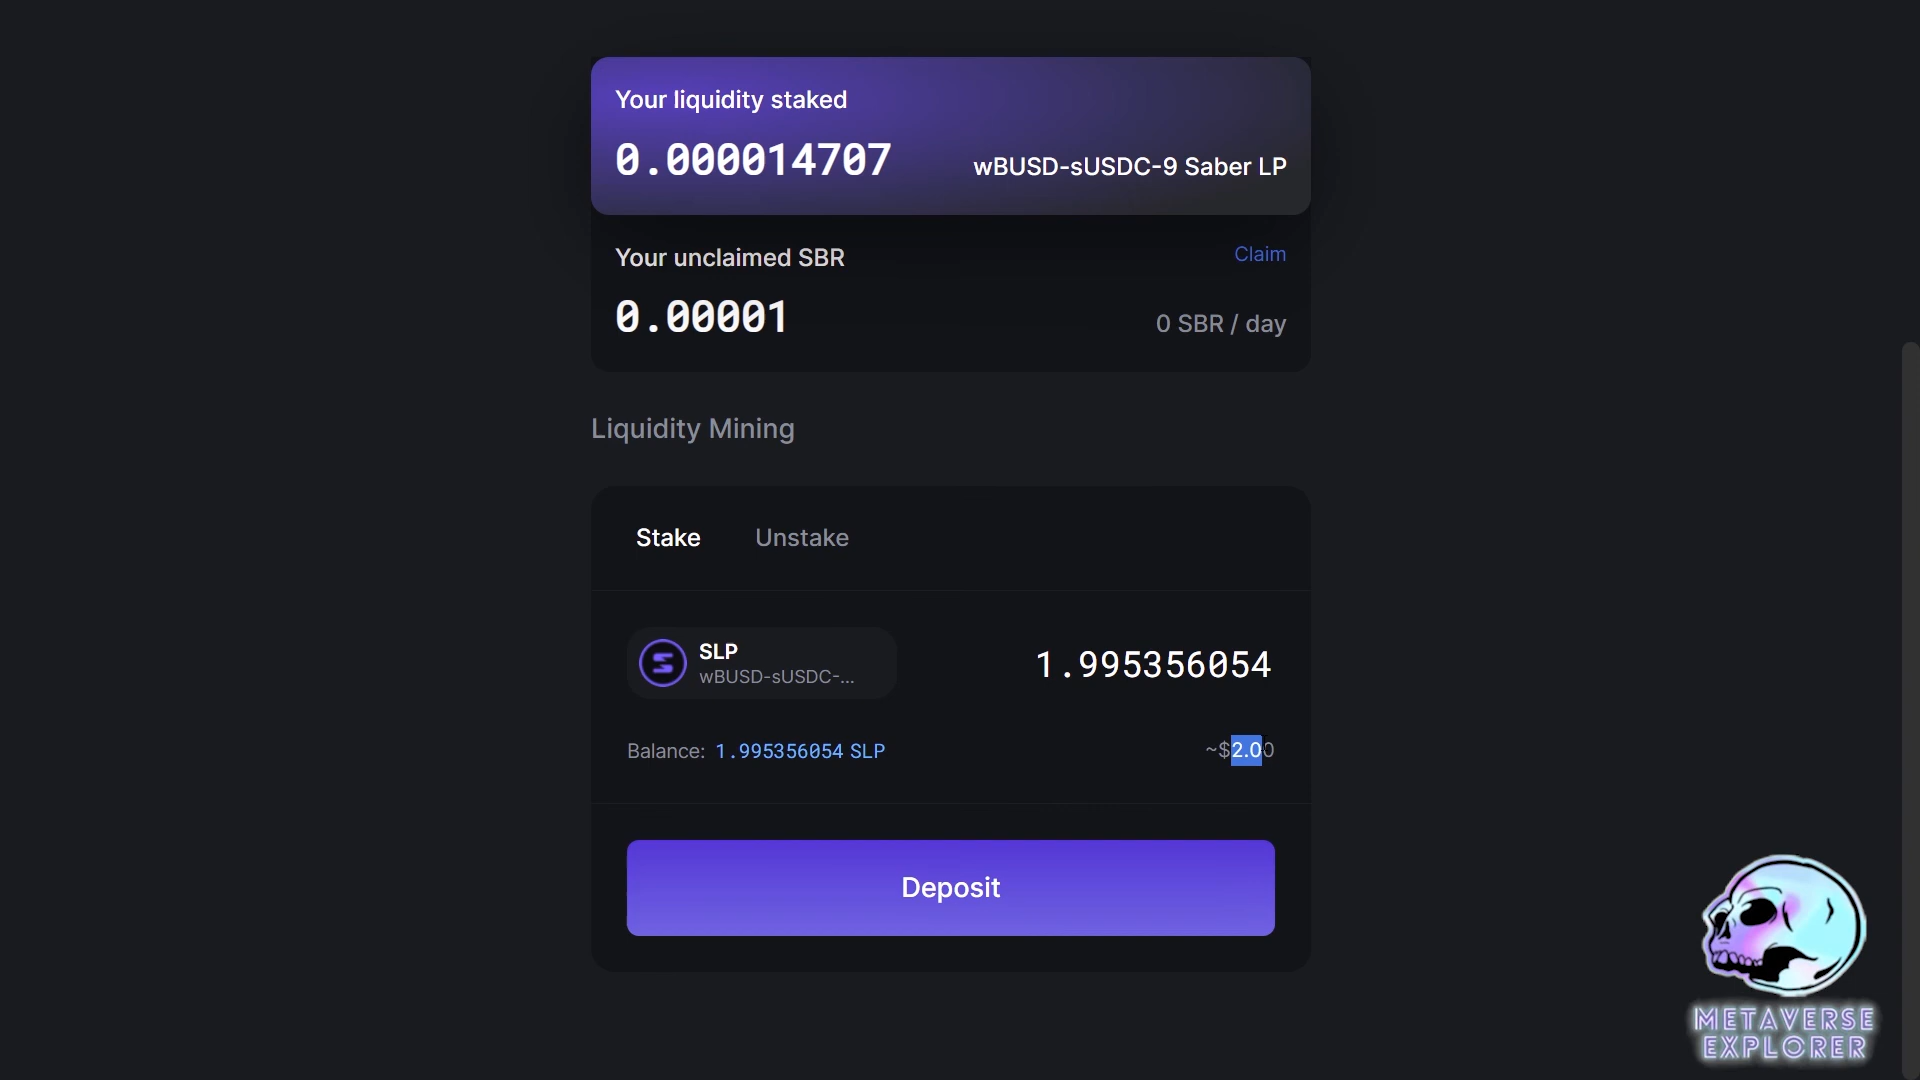 Your liquidity staked
0.000014707
wBUSD-sUSDC-9 Saber LP
Your unclaimed SBR
Claim
0.00001
0 SBR / day
Liquidity Mining
Stake
Unstake
SLP
wBUSD-sUSDC-...
1.995356054
Balance: 1.995356054 SLP
~$2.00
Deposit
METAVERSE
EXPLORER